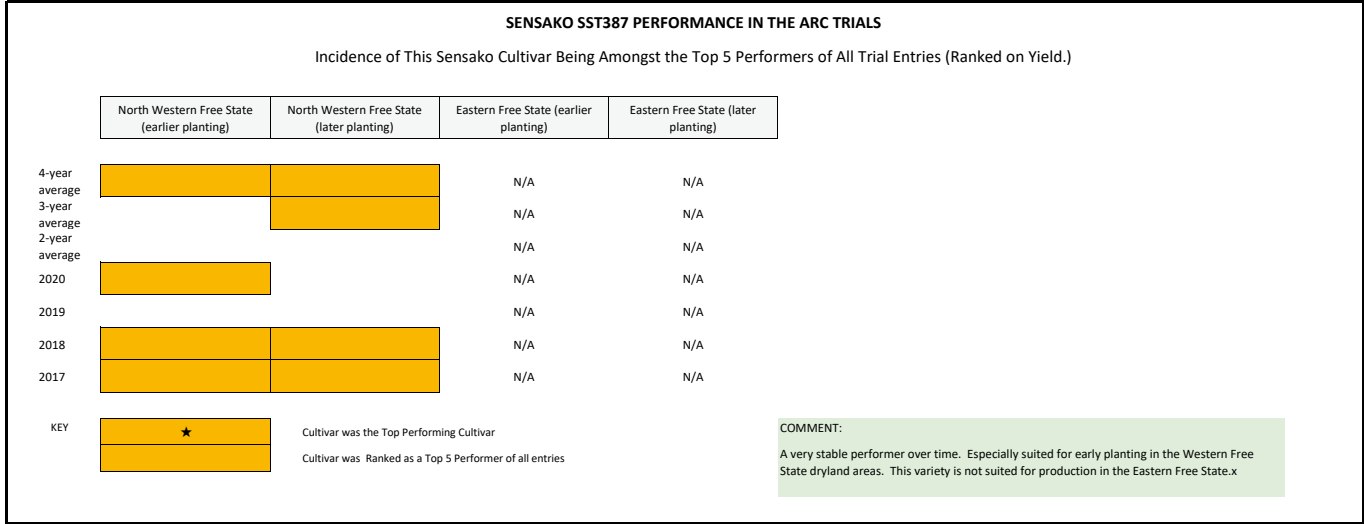 SENSAKO SST387 PERFORMANCE IN THE ARC TRIALS
Incidence of This Sensako Cultivar Being Amongst the Top 5 Performers of All Trial Entries (Ranked on Yield.)
North Western Free State (earlier planting)
North Western Free State (later planting)
Eastern Free State (earlier planting)
Eastern Free State (later planting)
4-year average N/A N/A
3-year average N/A N/A
2-year average N/A N/A
2020 N/A N/A
2019 N/A N/A
2018 N/A N/A
2017 N/A N/A
KEY ★ Cultivar was the Top Performing Cultivar
Cultivar was  Ranked as a Top 5 Performer of all entries
COMMENT:
A very stable performer over time.  Especially suited for early planting in the Western Free
State dryland areas.  This variety is not suited for production in the Eastern Free State.x